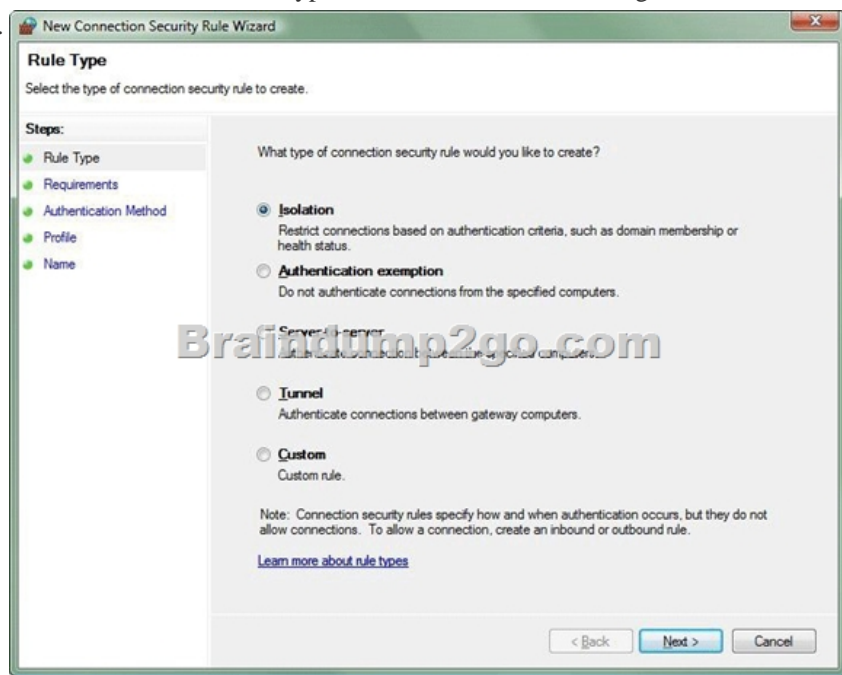 New Connection Security Rule Wizard
Rule Type
Select the type of connection security rule to create.
Steps:
Rule Type
Requirements
Authentication Method
Profile
Name
What type of connection security rule would you like to create?
Isolation
Restrict connections based on authentication criteria, such as domain membership or
health status.
Authentication exemption
Do not authenticate connections from the specified computers.
Server-to-server
Braindump2go.com
Tunnel
Authenticate connections between gateway computers.
Custom
Custom rule.
Note: Connection security rules specify how and when authentication occurs, but they do not
allow connections. To allow a connection, create an inbound or outbound rule.
Learn more about rule types
< Back
Next >
Cancel